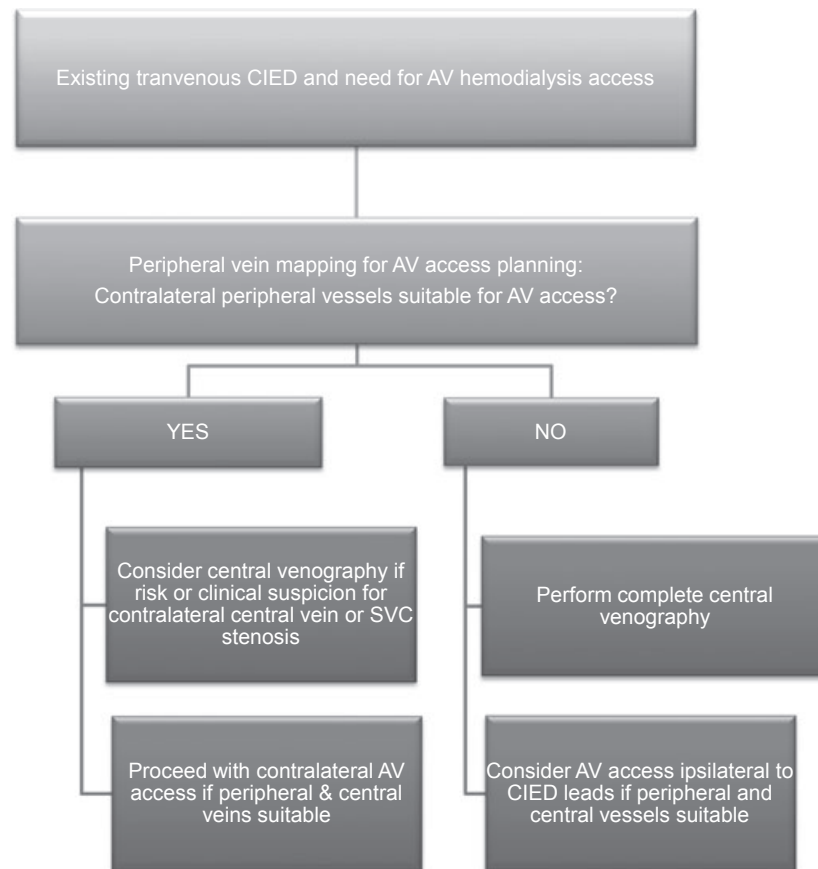 Existing tranvenous CIED and need for AV hemodialysis access
Peripheral vein mapping for AV access planning:
Contralateral peripheral vessels suitable for AV access?
YES
NO
Consider central venography if
risk or clinical suspicion for
contralateral central vein or SVC
stenosis
Perform complete central
venography
Proceed with contralateral AV
access if peripheral & central
veins suitable
Consider AV access ipsilateral to
CIED leads if peripheral and
central vessels suitable